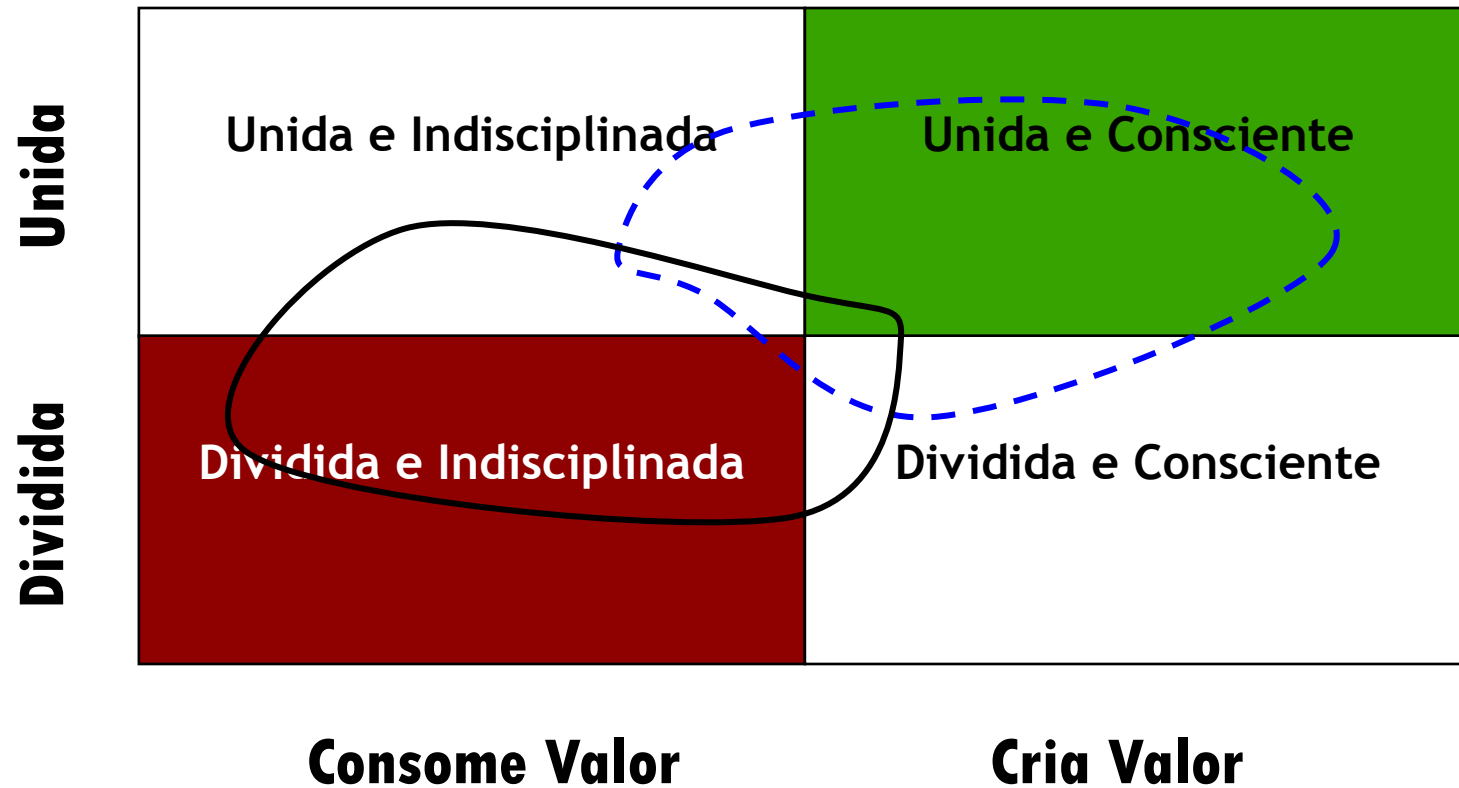 Unida
Unida e Indisciplinada
Unida e Consciente
Dividida
Dividida e Indisciplinada
Dividida e Consciente
Consome Valor
Cria Valor